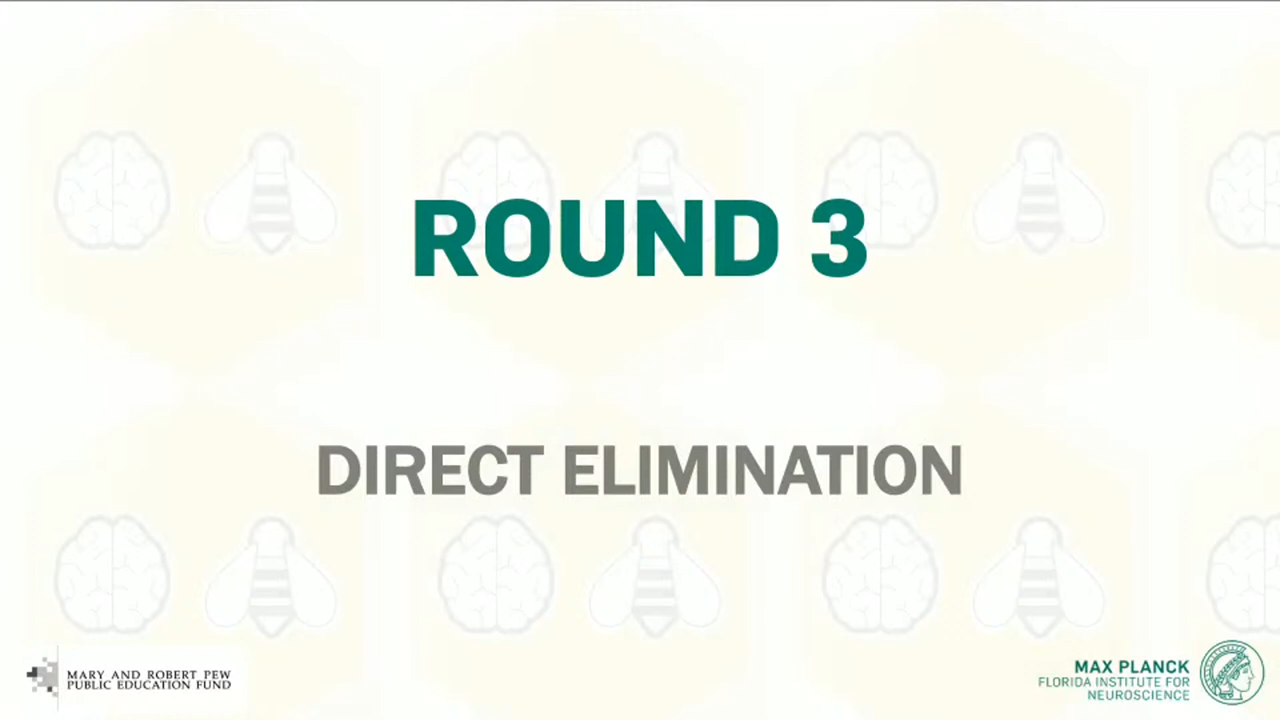 ROUND 3
DIRECT ELIMINATION
MARY AND ROBERT PEW
PUBLIC EDUCATION FUND
MAX PLANCK
FLORIDA INSTITUTE FOR
NEUROSCIENCE